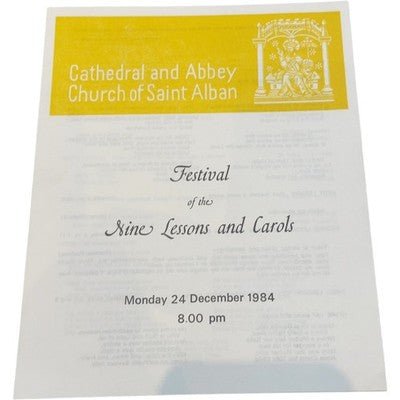 Cathedral and Abbey
Church of Saint Alban
Festival
of the
Nine Lessons and Carols
Monday 24 December 1984
8.00 pm